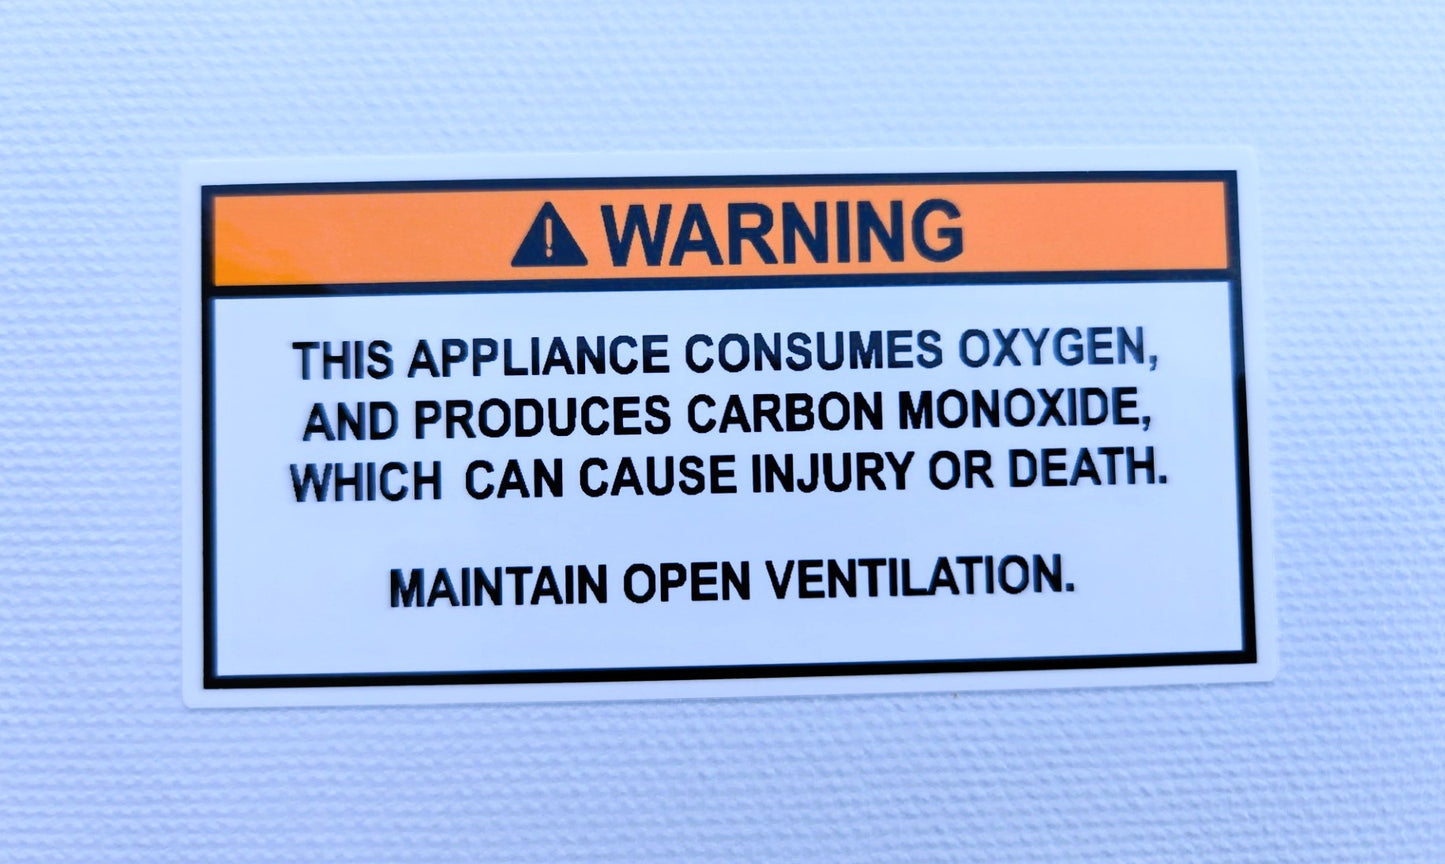 WARNING
THIS APPLIANCE CONSUMES OXYGEN,
AND PRODUCES CARBON MONOXIDE,
WHICH CAN CAUSE INJURY OR DEATH.
MAINTAIN OPEN VENTILATION.